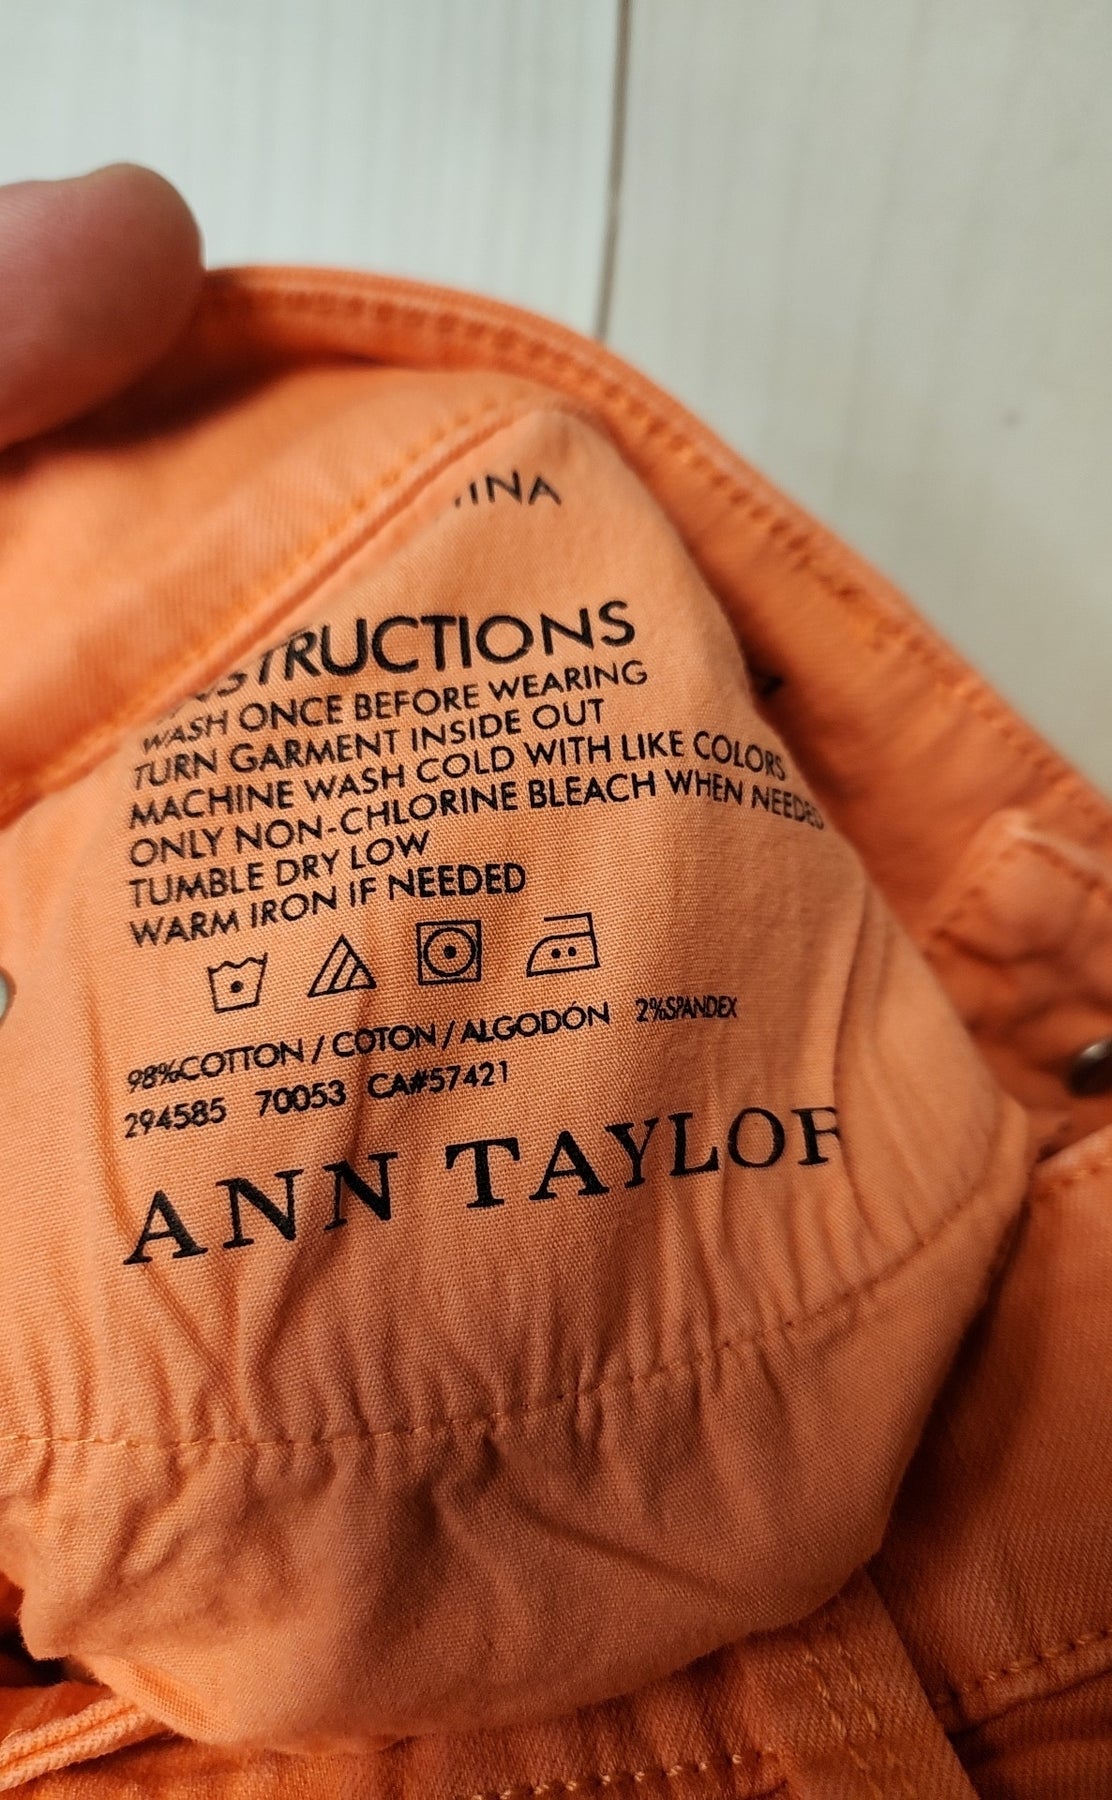 WASH ONCE BEFORE WEARING
TURN GARMENT INSIDE OUT
MACHINE WASH COLD WITH LIKE COLORS
ONLY NON-CHLORINE BLEACH WHEN NEEDED
TUMBLE DRY LOW
WARM IRON IF NEEDED
98%COTTON / COTON / ALGODÓN 2%SPANDEX
294585 70053 CA#57421
ANN TAYLOR